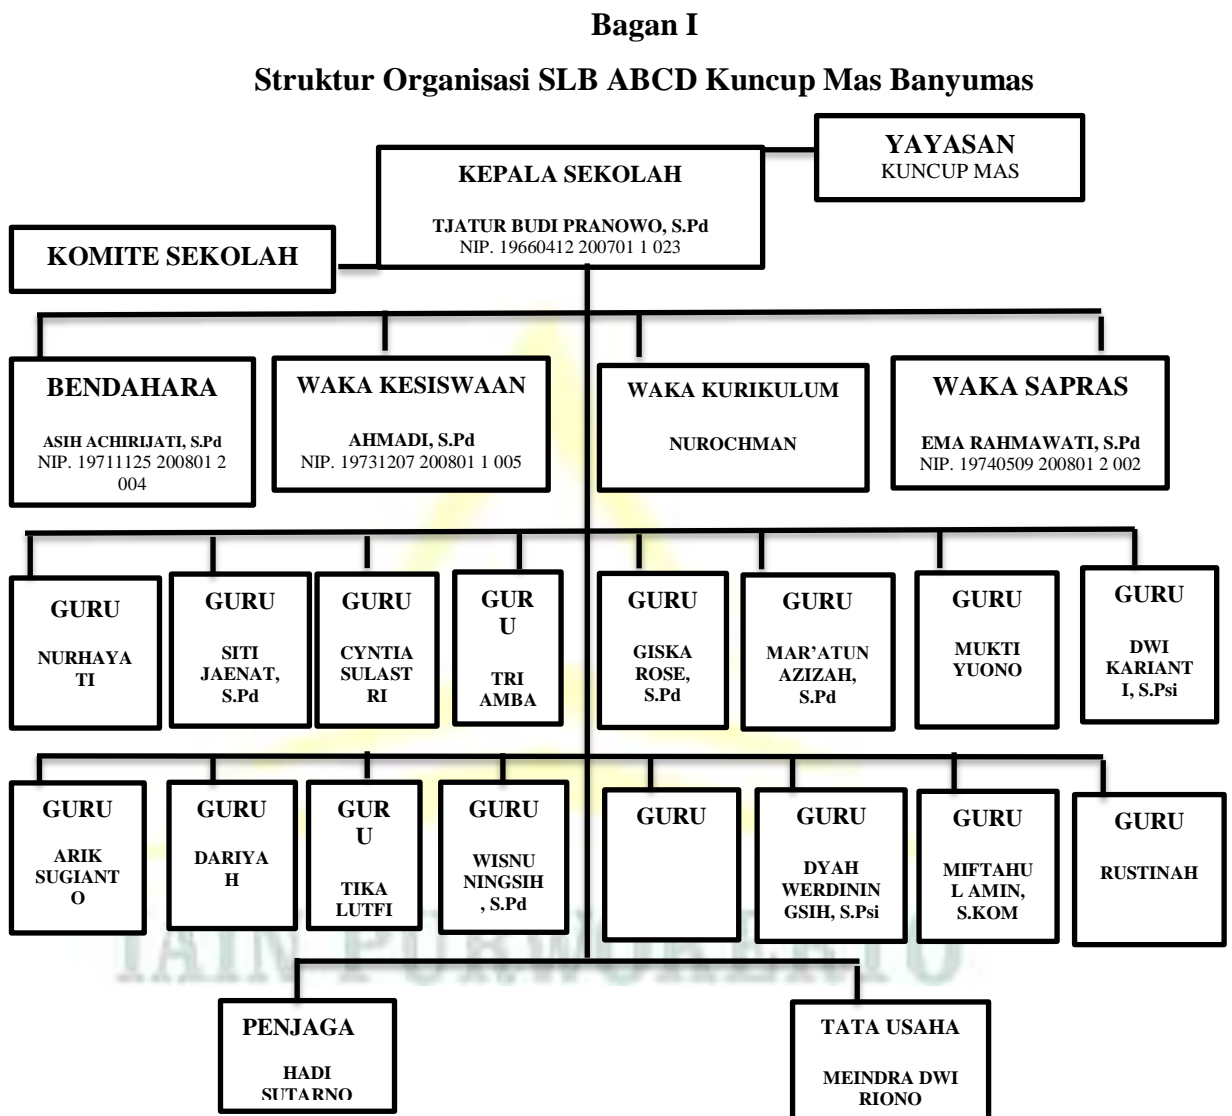 Bagan I
Struktur Organisasi SLB ABCD Kuncup Mas Banyumas
YAYASAN
KUNCUP MAS
KEPALA SEKOLAH
TJATUR BUDI PRANOWO, S.Pd
NIP. 19660412 200701 1 023
KOMITE SEKOLAH
BENDAHARA
ASIH ACHIRIJATI, S.Pd
NIP. 19711125 200801 2
004
WAKA KESISWAAN
AHMADI, S.Pd
NIP. 19731207 200801 1 005
WAKA KURIKULUM
NUROCHMAN
WAKA SAPRAS
EMA RAHMAWATI, S.Pd
NIP. 19740509 200801 2 002
GURU
NURHAYA
TI
GURU
SITI
JAENAT,
S.Pd
GURU
CYNTIA
SULAST
RI
GUR
U
TRI
AMBA
GURU
GISKA
ROSE,
S.Pd
GURU
MAR'ATUN
AZIZAH,
S.Pd
GURU
MUKTI
YUONO
GURU
DWI
KARIANT
I, S.Psi
GURU
ARIK
SUGIANT
O
GURU
DARIYA
H
GUR
U
TIKA
LUTFI
GURU
WISNU
NINGSIH
, S.Pd
GURU
GURU
DYAH
WERDININ
GSIH, S.Psi
GURU
MIFTAHU
L AMIN,
S.KOM
GURU
RUSTINAH
IAIN PURWOKERTO
PENJAGA
HADI
SUTARNO
TATA USAHA
MEINDRA DWI
RIONO